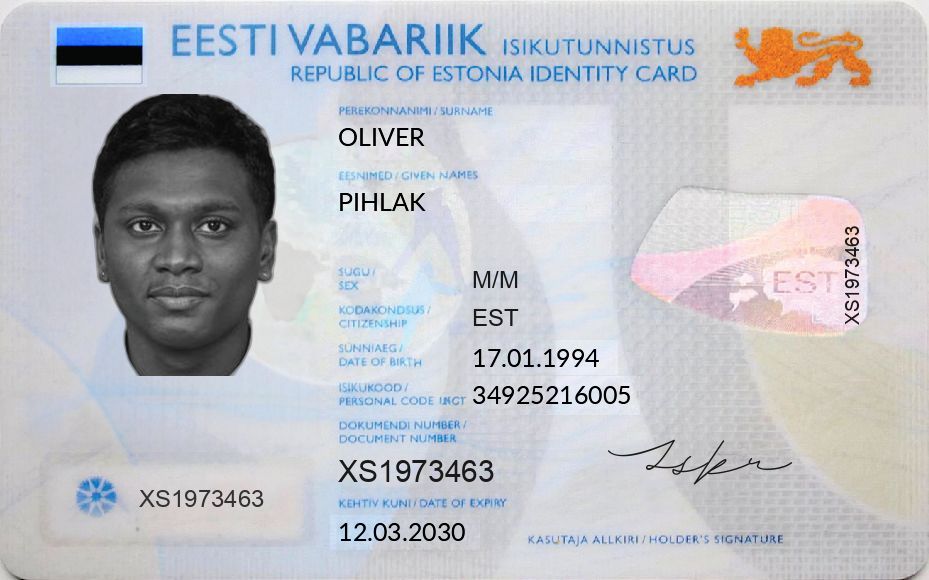 EESTI VABARIIK ISIKUTUNNISTUS
REPUBLIC OF ESTONIA IDENTITY CARD
PEREKONNANIMI / SURNAME
OLIVER
EESNIMED / GIVEN NAMES
PIHLAK
SUGU /
SEX
M/M
KODAKONDSUS /
CITIZENSHIP
EST
SÜNNIAEG /
DATE OF BIRTH
17.01.1994
ISIKUKOOD /
PERSONAL CODE
34925216005
DOKUMENDI NUMBER /
DOCUMENT NUMBER
XS1973463
KEHTIV KUNI / DATE OF EXPIRY
12.03.2030
XS1973463
EST
XS1973463
KASUTAJA ALLKIRI / HOLDER'S SIGNATURE